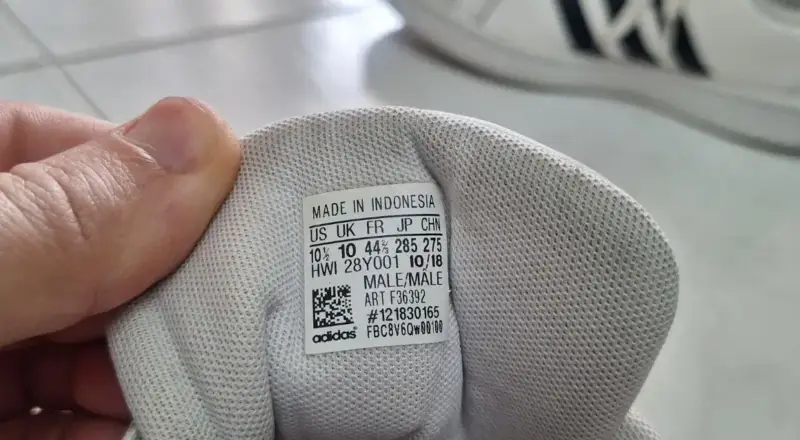 MADE IN INDONESIA
US UK FR JP CHN
10½ 10 44⅔ 285 275
HWI 28Y001 10/18
MALE/MÂLE
ART F36392
#121830165
adidas® FBC8V6Qw00100